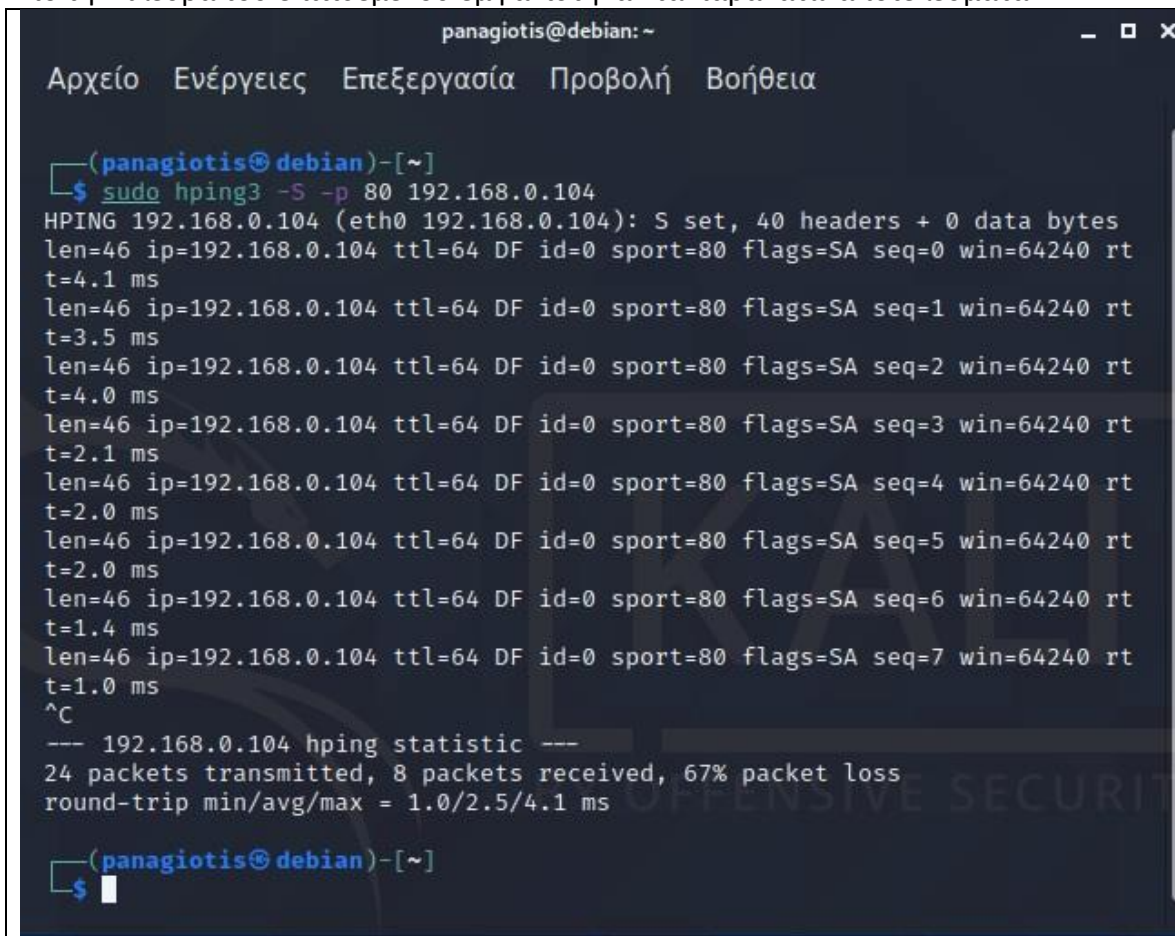 panagiotis@debian: ~
Αρχείο Ενέργειες Επεξεργασία Προβολή Βοήθεια
(panagiotis㉿debian)-[~]
$ sudo hping3 -S -p 80 192.168.0.104
HPING 192.168.0.104 (eth0 192.168.0.104): S set, 40 headers + 0 data bytes
len=46 ip=192.168.0.104 ttl=64 DF id=0 sport=80 flags=SA seq=0 win=64240 rt
t=4.1 ms
len=46 ip=192.168.0.104 ttl=64 DF id=0 sport=80 flags=SA seq=1 win=64240 rt
t=3.5 ms
len=46 ip=192.168.0.104 ttl=64 DF id=0 sport=80 flags=SA seq=2 win=64240 rt
t=4.0 ms
len=46 ip=192.168.0.104 ttl=64 DF id=0 sport=80 flags=SA seq=3 win=64240 rt
t=2.1 ms
len=46 ip=192.168.0.104 ttl=64 DF id=0 sport=80 flags=SA seq=4 win=64240 rt
t=2.0 ms
len=46 ip=192.168.0.104 ttl=64 DF id=0 sport=80 flags=SA seq=5 win=64240 rt
t=2.0 ms
len=46 ip=192.168.0.104 ttl=64 DF id=0 sport=80 flags=SA seq=6 win=64240 rt
t=1.4 ms
len=46 ip=192.168.0.104 ttl=64 DF id=0 sport=80 flags=SA seq=7 win=64240 rt
t=1.0 ms
^C
--- 192.168.0.104 hping statistic ---
24 packets transmitted, 8 packets received, 67% packet loss
round-trip min/avg/max = 1.0/2.5/4.1 ms
(panagiotis㉿debian)-[~]
$
KALI
BY OFFENSIVE SECURIT